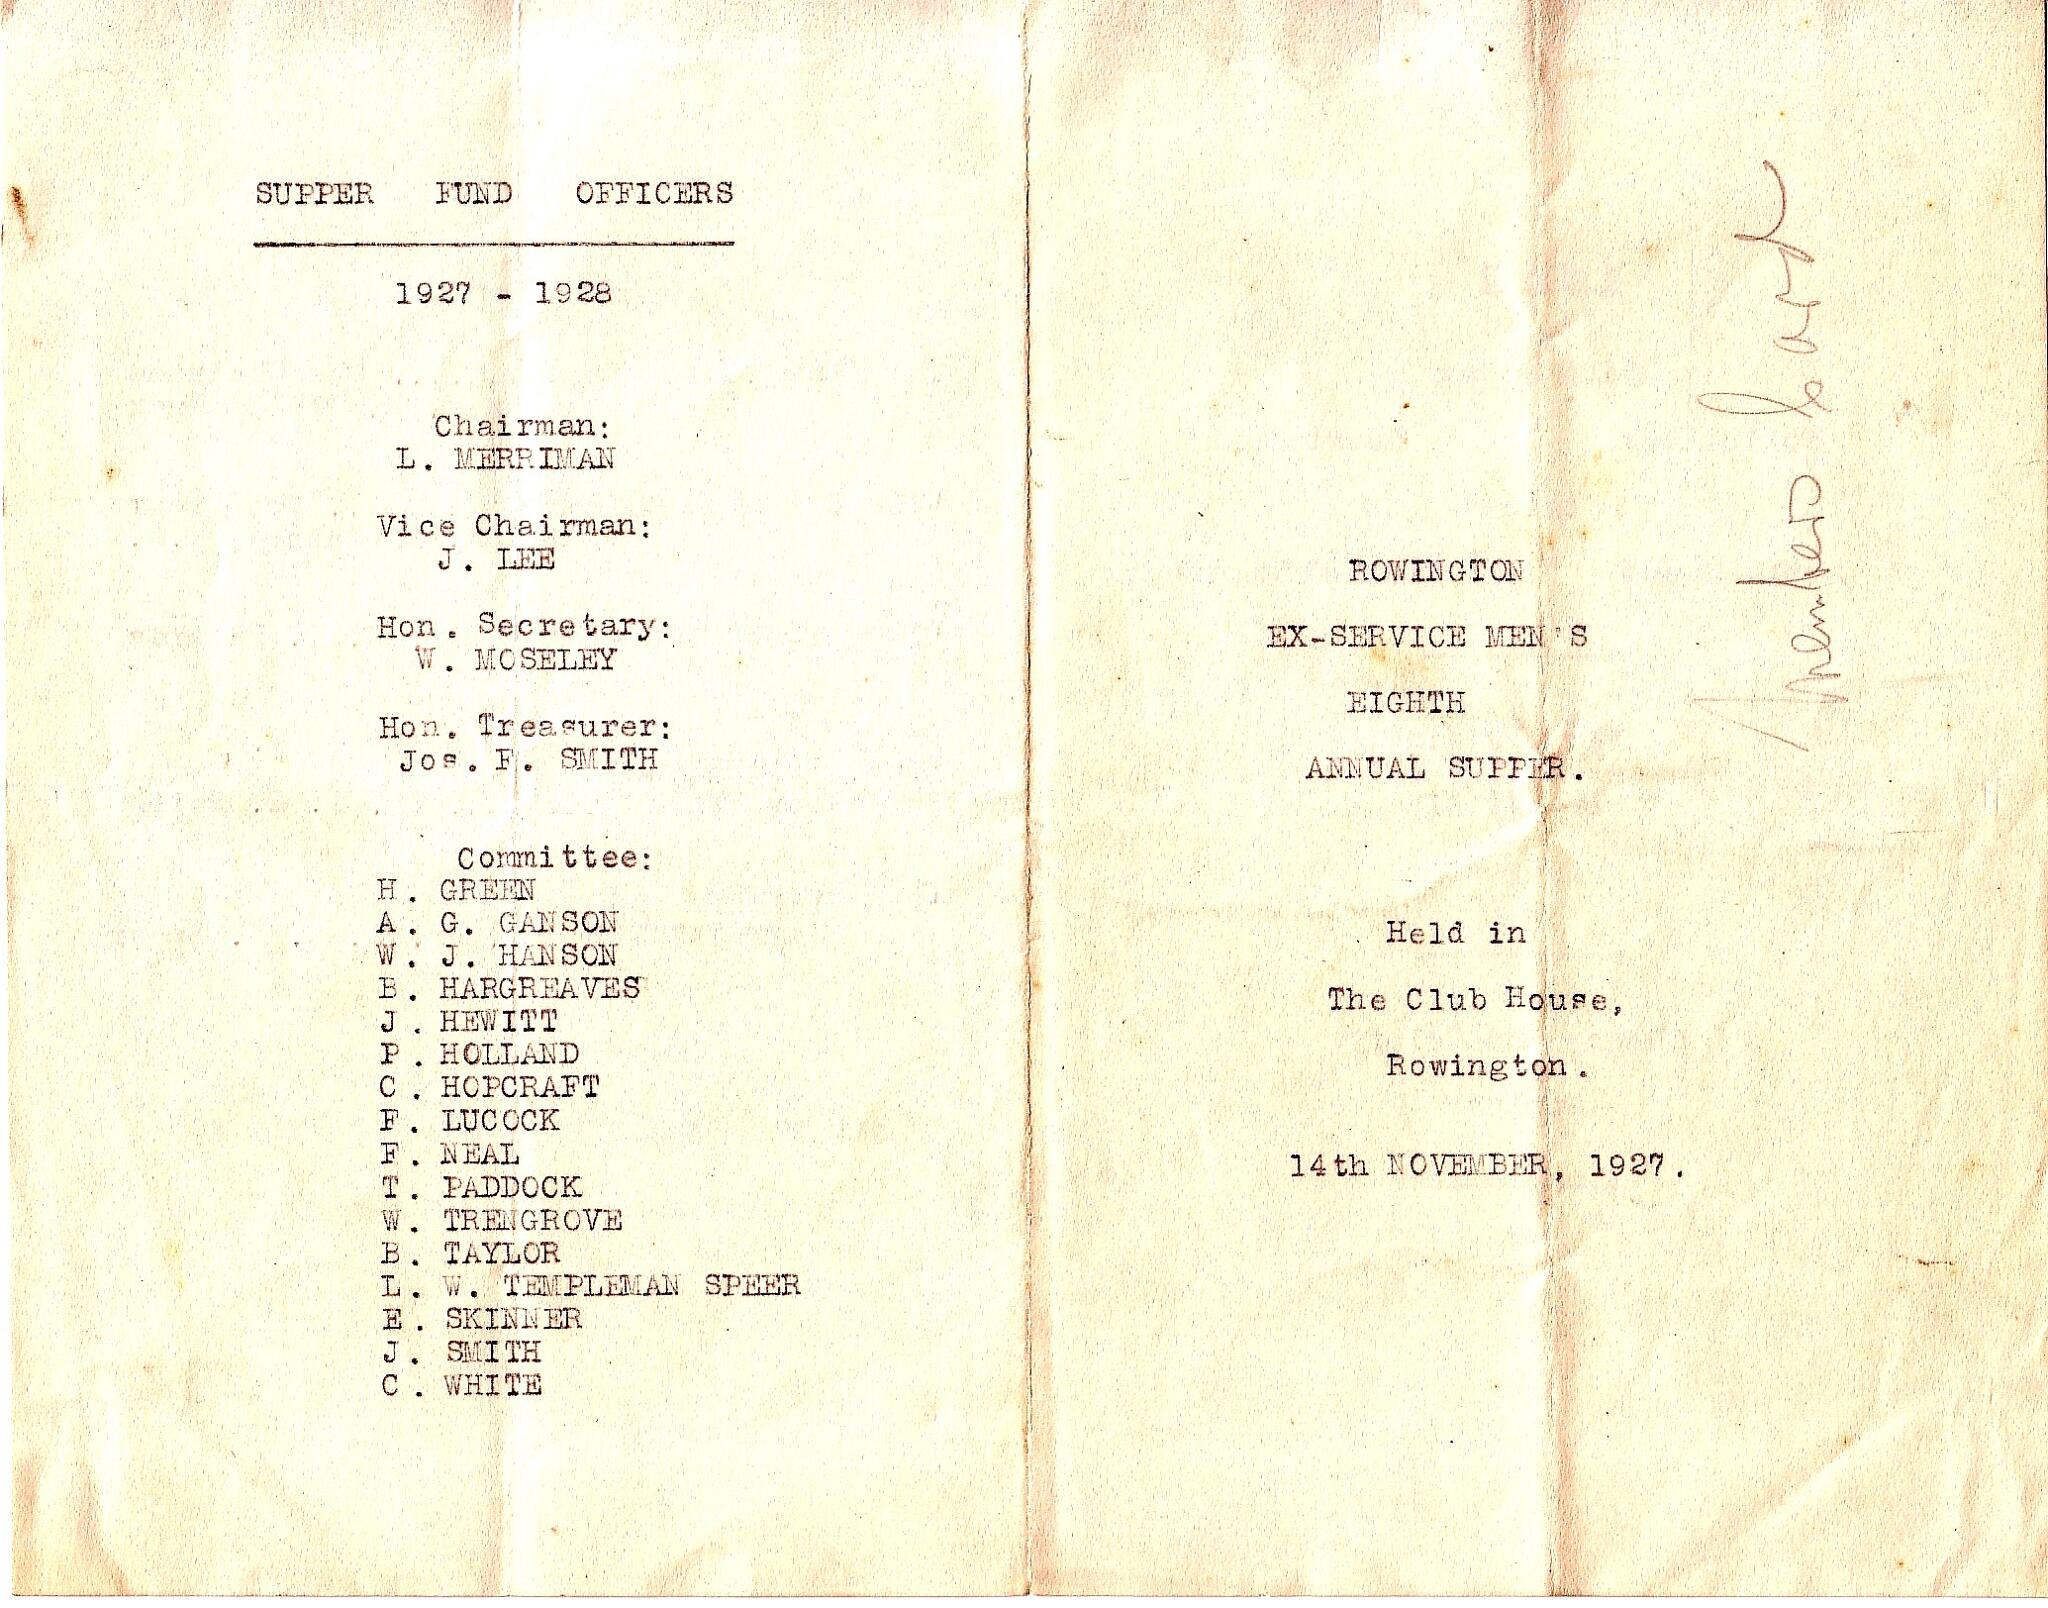 SUPPER FUND OFFICERS
1927 - 1928
Chairman:
L. MERRIMAN
Vice Chairman:
J. LEE
Hon. Secretary:
W. MOSELEY
Hon. Treasurer:
Jos. F. SMITH
Committee:
H. GREEN
A. G. GANSON
W. J. HANSON
B. HARGREAVES
J. HEWITT
P. HOLLAND
C. HOPCRAFT
F. LUCOCK
F. NEAL
T. PADDOCK
W. TRENGROVE
B. TAYLOR
L. W. TEMPLEMAN SPEER
E. SKINNER
J. SMITH
C. WHITE
ROWINGTON
EX-SERVICE MEN'S
EIGHTH
ANNUAL SUPPER.
Held in
The Club House,
Rowington.
14th NOVEMBER, 1927.
Members Card